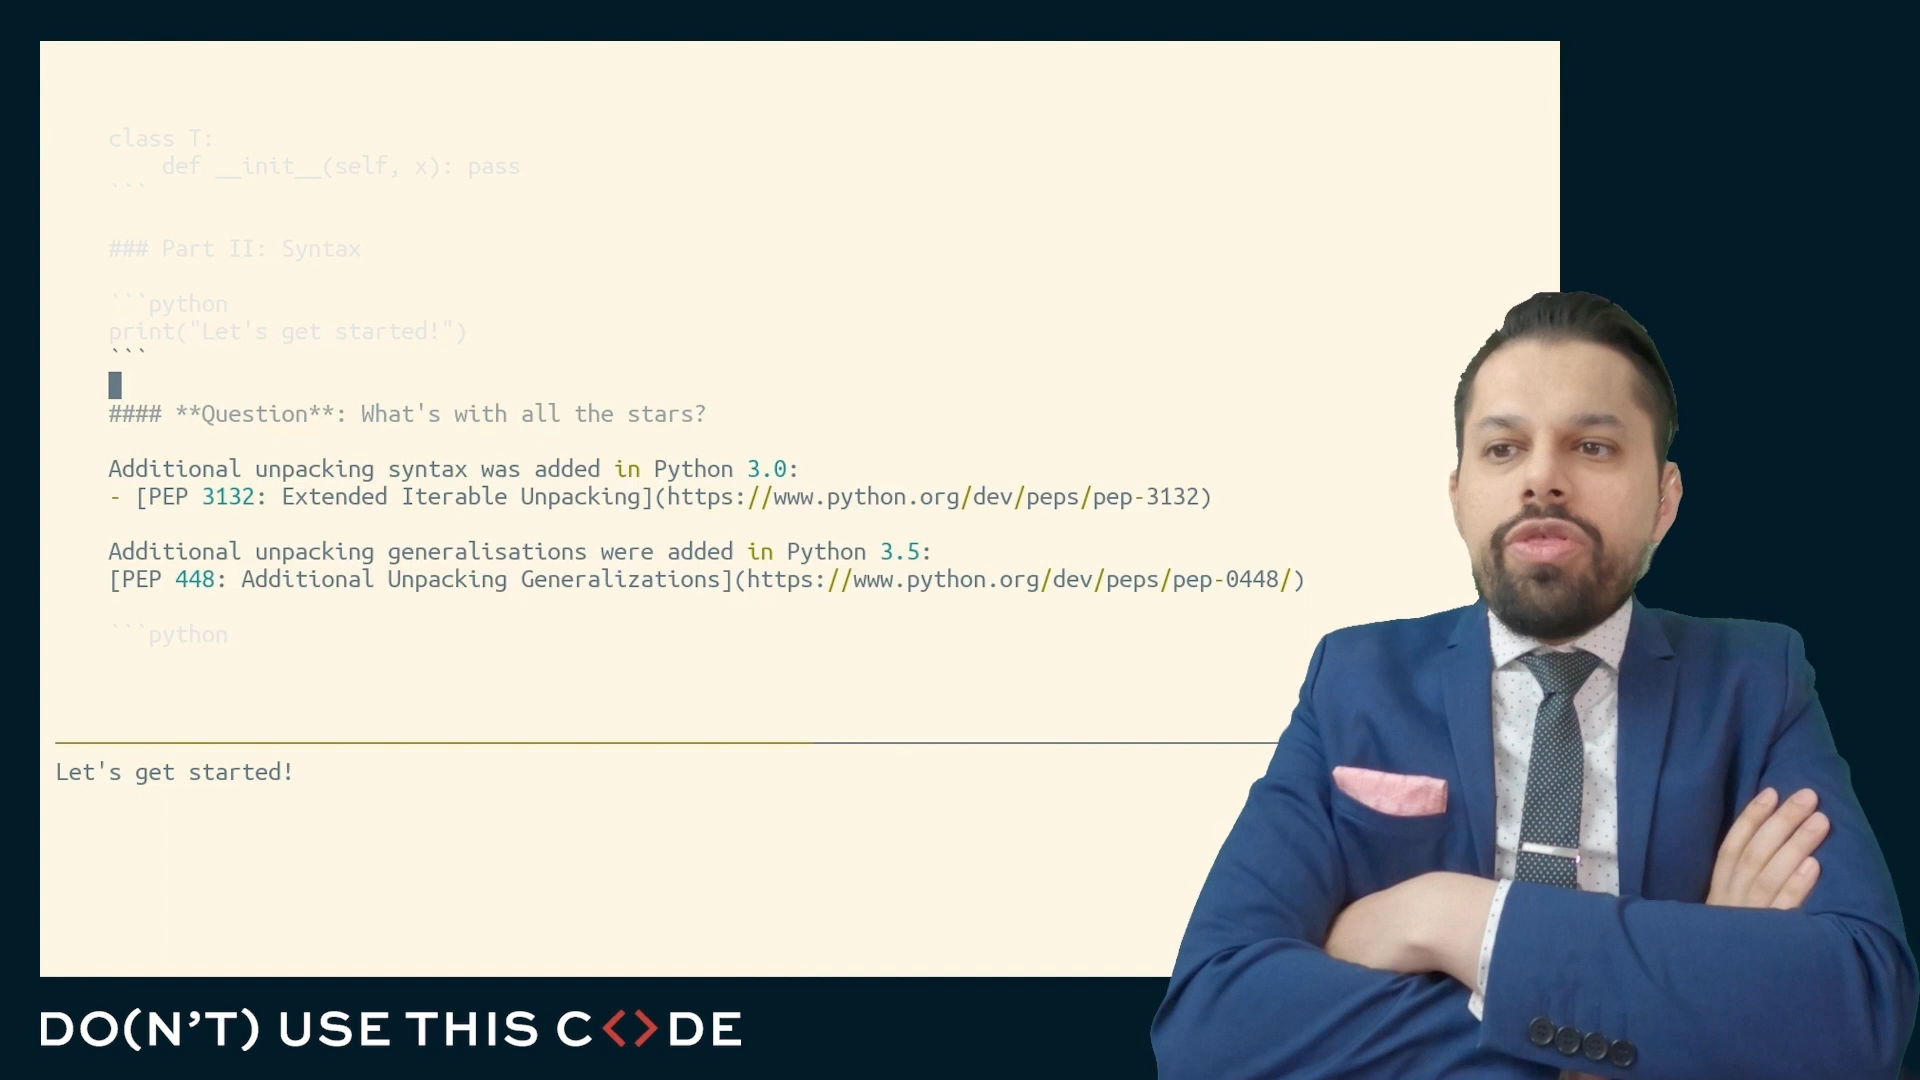 class T:
    def __init__(self, x): pass
```
### Part II: Syntax
```python
print("Let's get started!")
```
#### **Question**: What's with all the stars?
Additional unpacking syntax was added in Python 3.0:
- [PEP 3132: Extended Iterable Unpacking](https://www.python.org/dev/peps/pep-3132)
Additional unpacking generalisations were added in Python 3.5:
[PEP 448: Additional Unpacking Generalizations](https://www.python.org/dev/peps/pep-0448/)
```python
Let's get started!
DO(N'T) USE THIS C<>DE